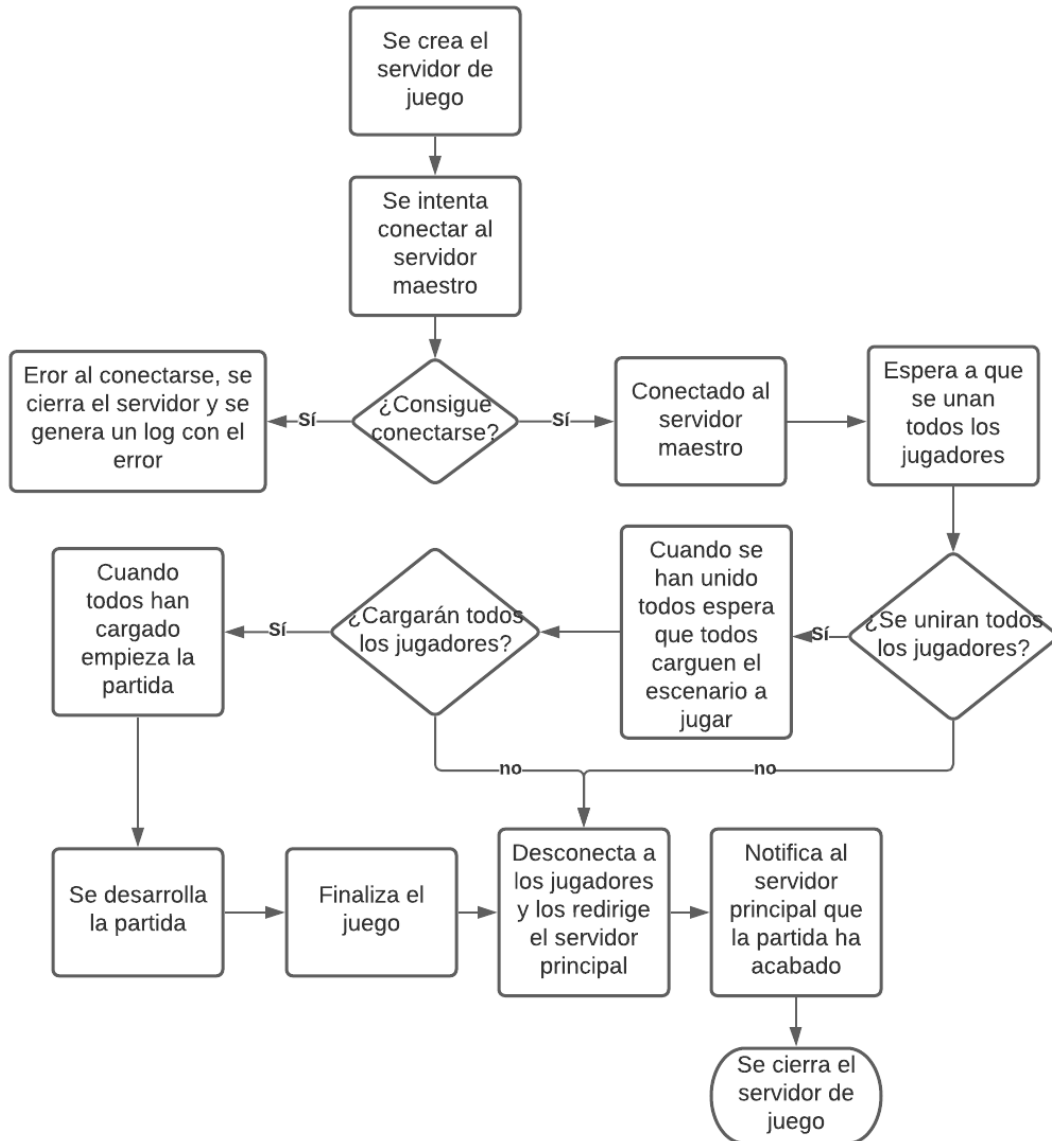 Se crea el
servidor de
juego
Se intenta
conectar al
servidor
maestro
¿Consigue
conectarse?
Sí
Eror al conectarse, se
cierra el servidor y se
genera un log con el
error
Sí
Conectado al
servidor
maestro
Espera a que
se unan
todos los
jugadores
¿Se uniran todos
los jugadores?
Sí
Cuando se
han unido
todos espera
que todos
carguen el
escenario a
jugar
¿Cargarán todos
los jugadores?
Sí
Cuando
todos han
cargado
empieza la
partida
no
no
Se desarrolla
la partida
Finaliza el
juego
Desconecta a
los jugadores
y los redirige
el servidor
principal
Notifica al
servidor
principal que
la partida ha
acabado
Se cierra el
servidor de
juego